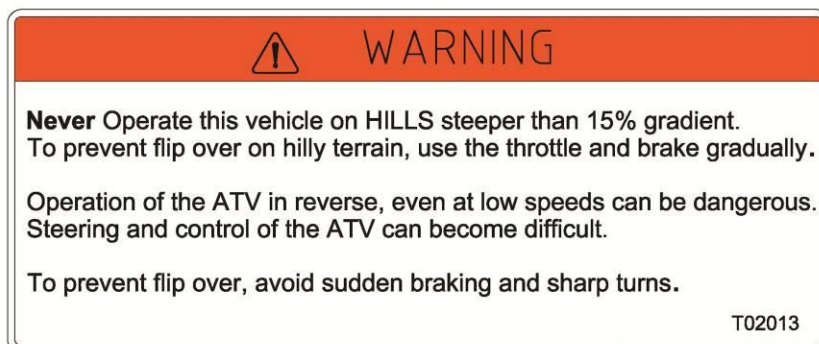 WARNING
Never Operate this vehicle on HILLS steeper than 15% gradient.
To prevent flip over on hilly terrain, use the throttle and brake gradually.
Operation of the ATV in reverse, even at low speeds can be dangerous.
Steering and control of the ATV can become difficult.
To prevent flip over, avoid sudden braking and sharp turns.
T02013